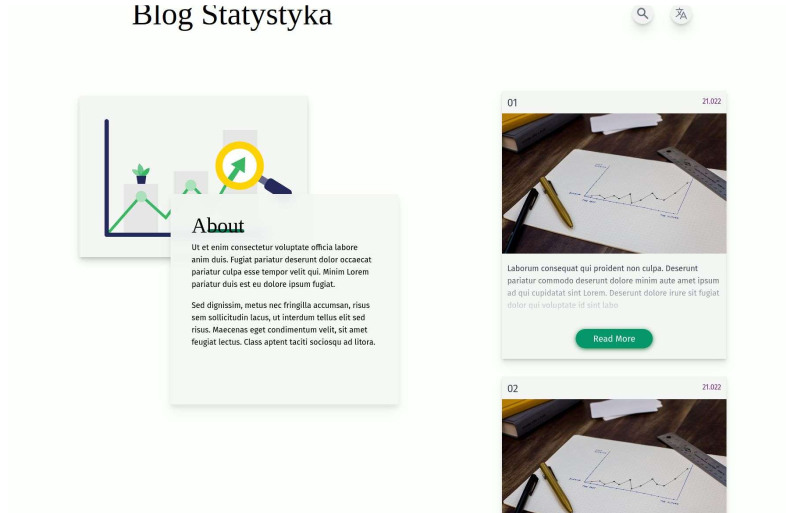 Blog Statystyka
About
Ut et enim consectetur voluptate officia labore
anim duis. Fugiat pariatur deserunt dolor occaecat
pariatur culpa esse tempor velit qui. Minim Lorem
pariatur duis est eu dolore ipsum fugiat.
Sed dignissim, metus nec fringilla accumsan, risus
sem sollicitudin lacus, ut interdum tellus elit sed
risus. Maecenas eget condimentum velit, sit amet
feugiat lectus. Class aptent taciti sociosqu ad litora.
01
21.022
Laborum consequat qui proident non culpa. Deserunt
pariatur commodo deserunt dolore minim aute amet ipsum
ad qui cupidatat sint Lorem. Deserunt dolore irure sit fugiat
dolor qui voluptate id sint labo
Read More
02
21.022